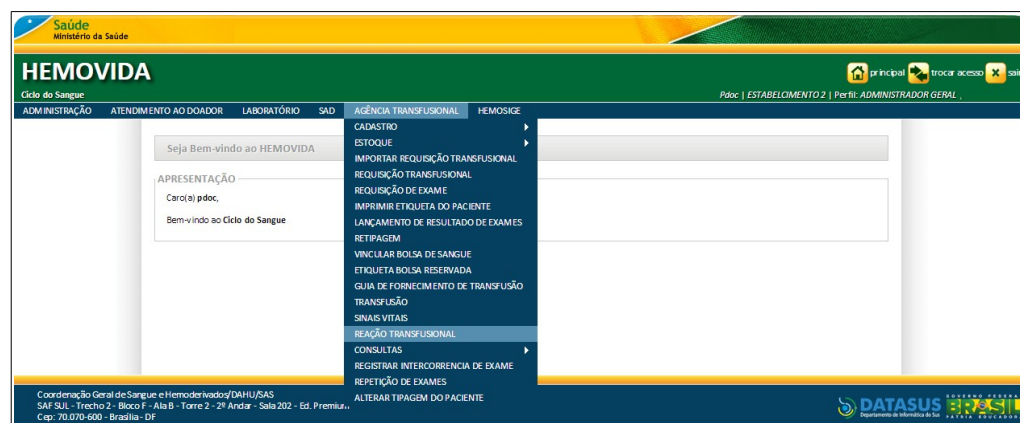 Saúde
Ministério da Saúde
HEMOVIDA
Ciclo do Sangue
principal trocar acesso sair
Pdoc | ESTABELCIMENTO 2 | Perfil: ADMINISTRADOR GERAL ,
ADMINISTRAÇÃO ATENDIMENTO AO DOADOR LABORATÓRIO SAD AGÊNCIA TRANSFUSIONAL HEMOSIGE
CADASTRO
ESTOQUE
IMPORTAR REQUISIÇÃO TRANSFUSIONAL
REQUISIÇÃO TRANSFUSIONAL
REQUISIÇÃO DE EXAME
IMPRIMIR ETIQUETA DO PACIENTE
LANÇAMENTO DE RESULTADO DE EXAMES
RETIPAGEM
VINCULAR BOLSA DE SANGUE
ETIQUETA BOLSA RESERVADA
GUIA DE FORNECIMENTO DE TRANSFUSÃO
TRANSFUSÃO
SINAIS VITAIS
REAÇÃO TRANSFUSIONAL
CONSULTAS
REGISTRAR INTERCORRENCIA DE EXAME
REPETIÇÃO DE EXAMES
ALTERAR TIPAGEM DO PACIENTE
Seja Bem-vindo ao HEMOVIDA
APRESENTAÇÃO
Caro(a) pdoc,
Bem-vindo ao Ciclo do Sangue
Coordenação Geral de Sangue e Hemoderivados/DAHU/SAS
SAF SUL - Trecho 2 - Bloco F - Ala B - Torre 2 - 2º Andar - Sala 202 - Ed. Premium,
Cep: 70.070-600 - Brasília - DF
DATASUS
Departamento de Informática do Sus
GOVERNO FEDERAL
BRASIL
PÁTRIA EDUCADORA